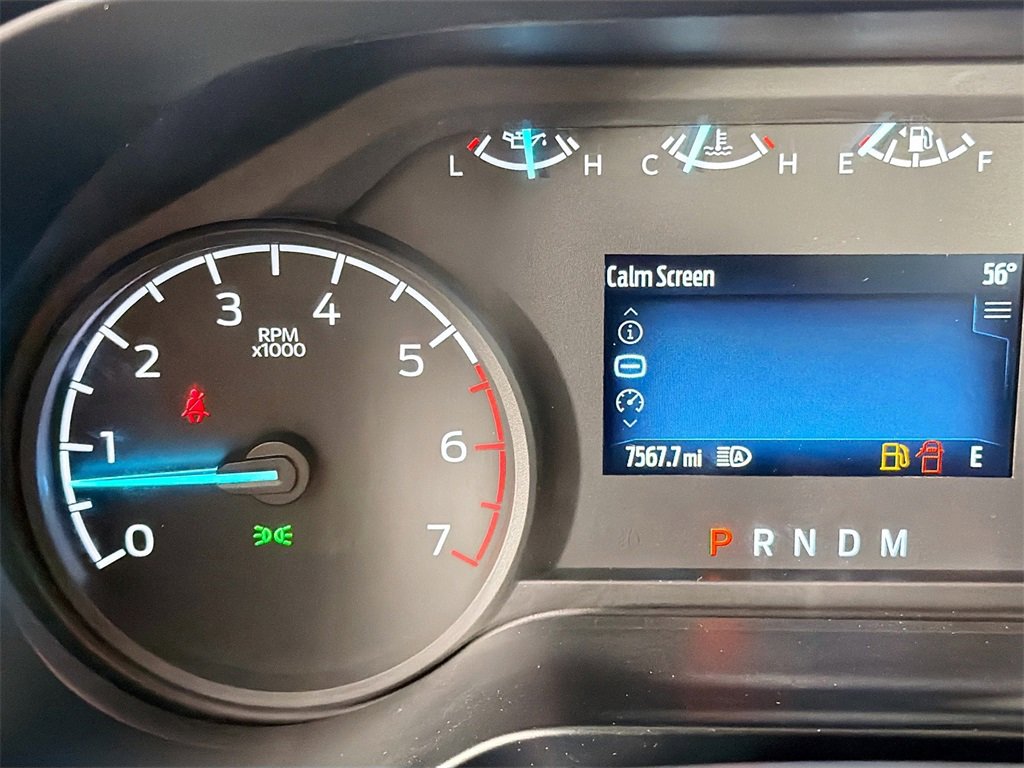 L H C H E F
Calm Screen 56°
3 4
RPM
x1000
2 5
1 6
7567.7 mi A E
0 7
P R N D M